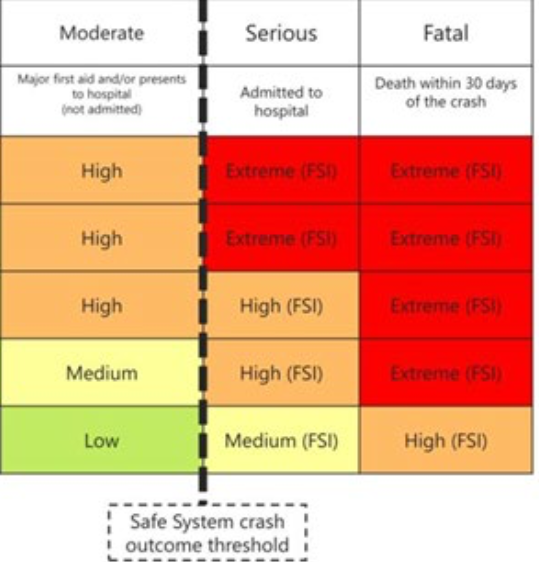 Moderate Serious Fatal
Major first aid and/or presents
to hospital
(not admitted)
Admitted to
hospital
Death within 30 days
of the crash
High Extreme (FSI) Extreme (FSI)
High Extreme (FSI) Extreme (FSI)
High High (FSI) Extreme (FSI)
Medium High (FSI) Extreme (FSI)
Low Medium (FSI) High (FSI)
Safe System crash
outcome threshold